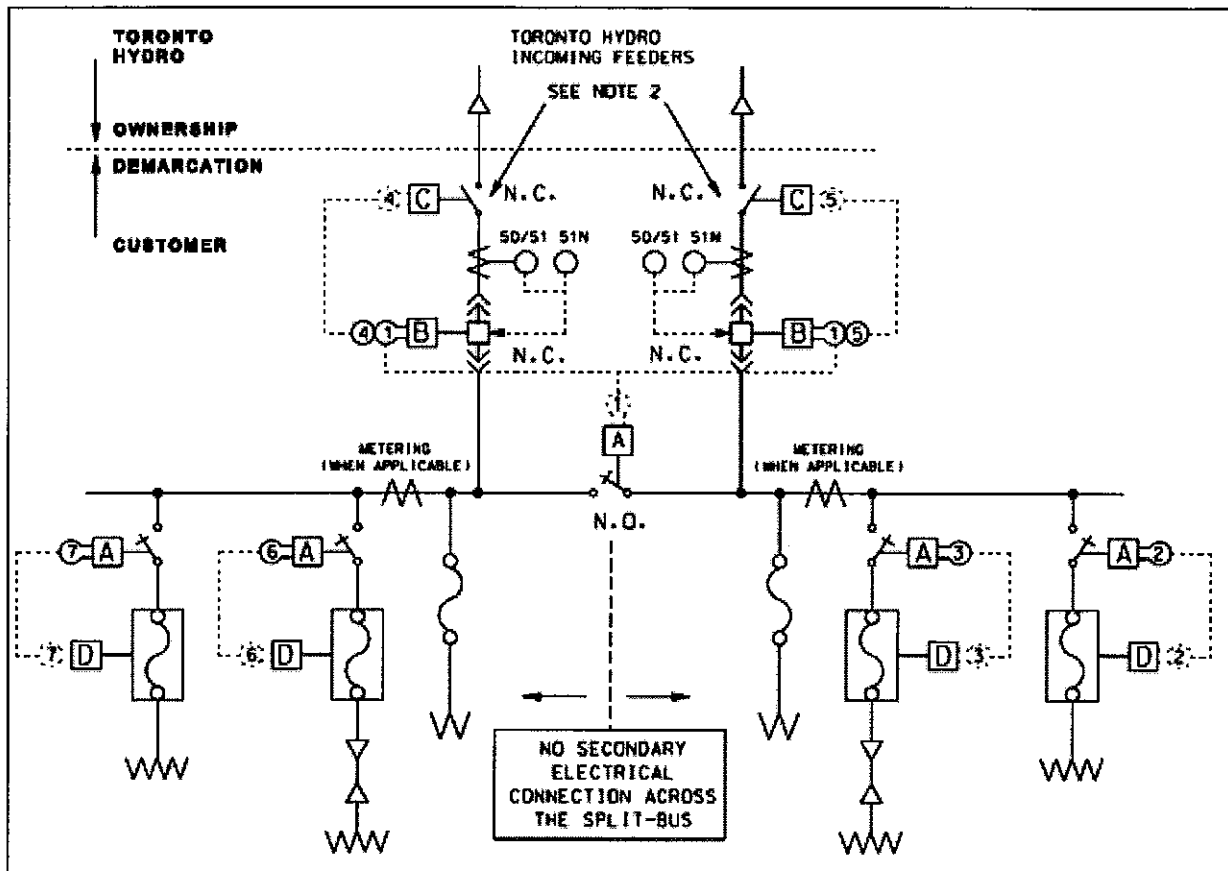 TORONTO
HYDRO
TORONTO HYDRO
INCOMING FEEDERS
SEE NOTE 2
OWNERSHIP
DEMARCATION
CUSTOMER
4 C N.C. N.C. C 5
50/51 51N 50/51 51N
4 1 B B 1 5
N.C. N.C.
1
A
METERING
(WHEN APPLICABLE)
METERING
(WHEN APPLICABLE)
N.O.
7 A 6 A A 3 A 2
7 D 6 D D 3 D 2
NO SECONDARY
ELECTRICAL
CONNECTION ACROSS
THE SPLIT-BUS